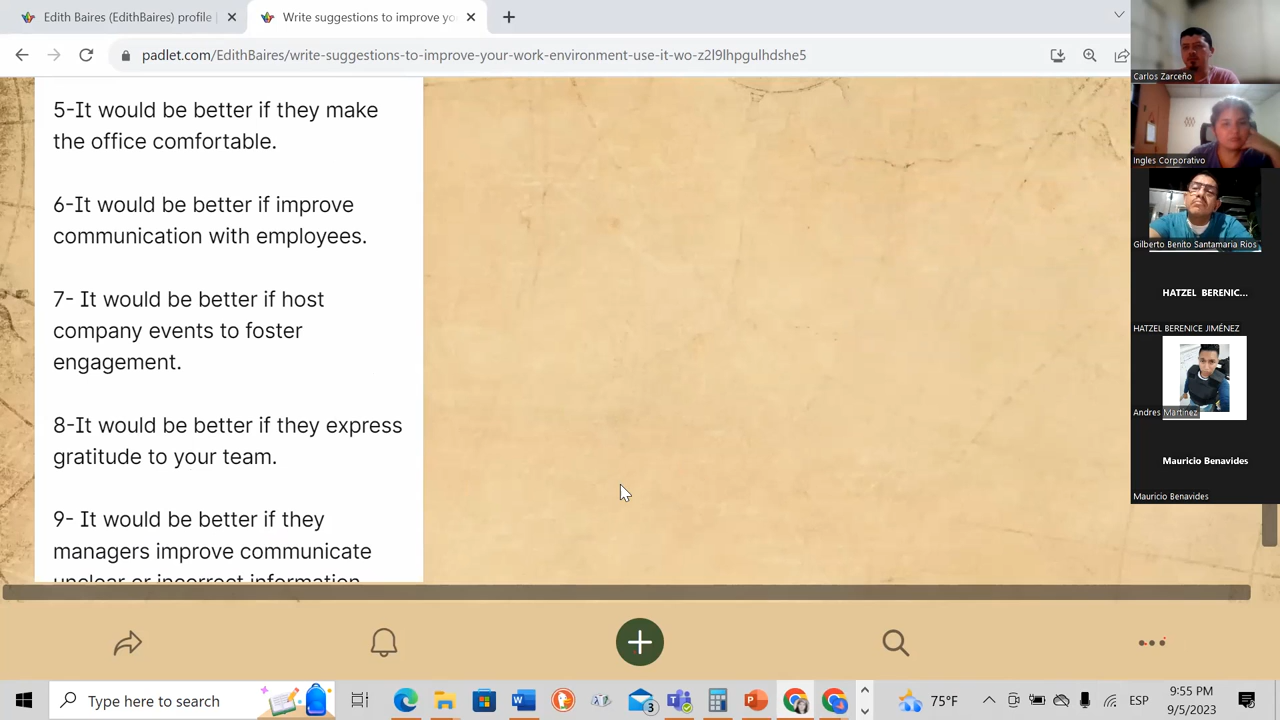 Edith Baires (EdithBaires) profile |
Write suggestions to improve yo
padlet.com/EdithBaires/write-suggestions-to-improve-your-work-environment-use-it-wo-z2l9lhpgulhdshe5
5-It would be better if they make
the office comfortable.
6-It would be better if improve
communication with employees.
7- It would be better if host
company events to foster
engagement.
8-It would be better if they express
gratitude to your team.
9- It would be better if they
managers improve communicate
unclear or incorrect information
Carlos Zarceño
Ingles Corporativo
Gilberto Benito Santamaria Rios
HATZEL BERENIC...
HATZEL BERENICE JIMÉNEZ
Andres Martinez
Mauricio Benavides
Mauricio Benavides
Type here to search
3
75°F
ESP
9:55 PM
9/5/2023